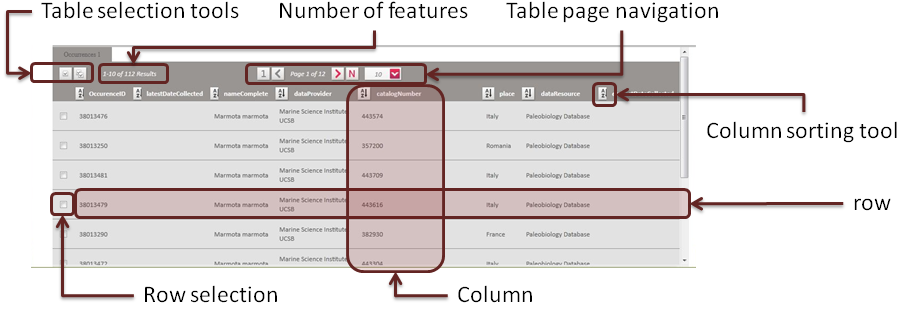 Table selection tools
Number of features
Table page navigation
Occurrences 1
1-10 of 112 Results
1
Page 1 of 12
N
10
OccurrenceID
latestDateCollected
nameComplete
dataProvider
catalogNumber
place
dataResource
38013476 Marmota marmota Marine Science Institute UCSB 443574 Italy Paleobiology Database
38013250 Marmota marmota Marine Science Institute UCSB 357200 Romania Paleobiology Database
38013481 Marmota marmota Marine Science Institute UCSB 443709 Italy Paleobiology Database
38013479 Marmota marmota Marine Science Institute UCSB 443616 Italy Paleobiology Database
38013290 Marmota marmota Marine Science Institute UCSB 382930 France Paleobiology Database
38013477 Marmota marmota Marine Science Institute 443304 Italy Paleobiology Database
Column sorting tool
row
Row selection
Column